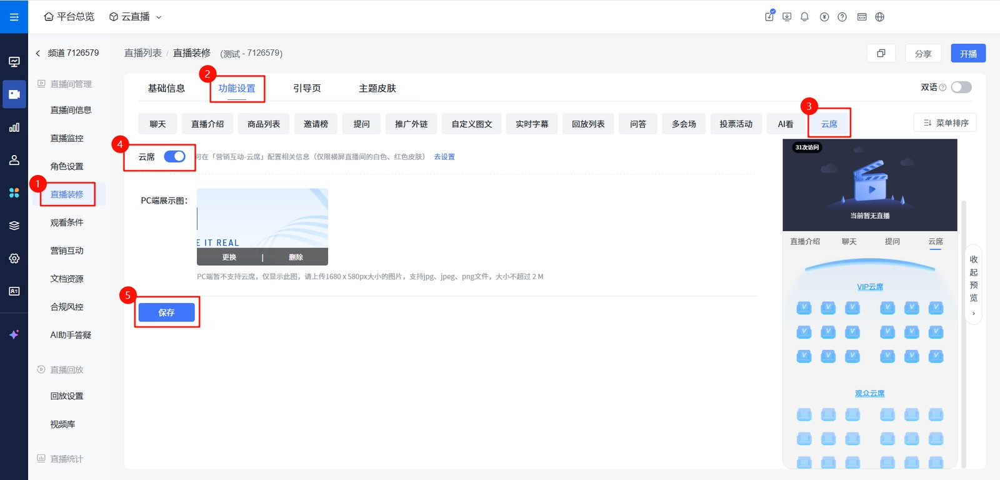 平台总览
云直播
频道 7126579
直播间管理
直播间信息
直播监控
角色设置
1
直播装修
观看条件
营销互动
文档资源
合规风控
AI助手答疑
直播回放
回放设置
视频库
直播统计
直播列表 / 直播装修 (测试 - 7126579)
分享
开播
基础信息
2
功能设置
引导页
主题皮肤
双语
聊天
直播介绍
商品列表
邀请榜
提问
推广外链
自定义图文
实时字幕
回放列表
问答
多会场
投票活动
AI看
3
云席
菜单排序
4
云席
可在「营销互动-云席」配置相关信息（仅限横屏直播间的白色、红色皮肤） 去设置
PC端展示图：
E IT REAL
更换 | 删除
PC端暂不支持云席，仅显示此图，请上传1680 x 580px大小的图片，支持jpg、jpeg、png文件，大小不超过 2 M
5
保存
31次访问
当前暂无直播
直播介绍
聊天
提问
云席
VIP云席
V V V V V V
V V V V V V
V V V V V V
观众云席
收起预览